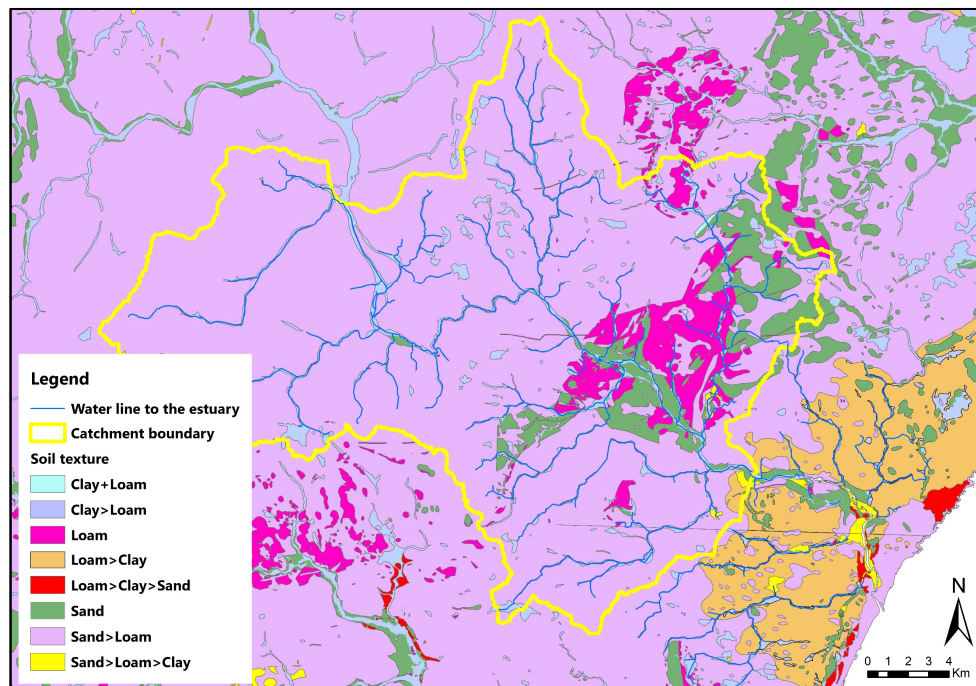 Legend
Water line to the estuary
Catchment boundary
Soil texture
Clay+Loam
Clay>Loam
Loam
Loam>Clay
Loam>Clay>Sand
Sand
Sand>Loam
Sand>Loam>Clay
N
0 1 2 3 4
Km